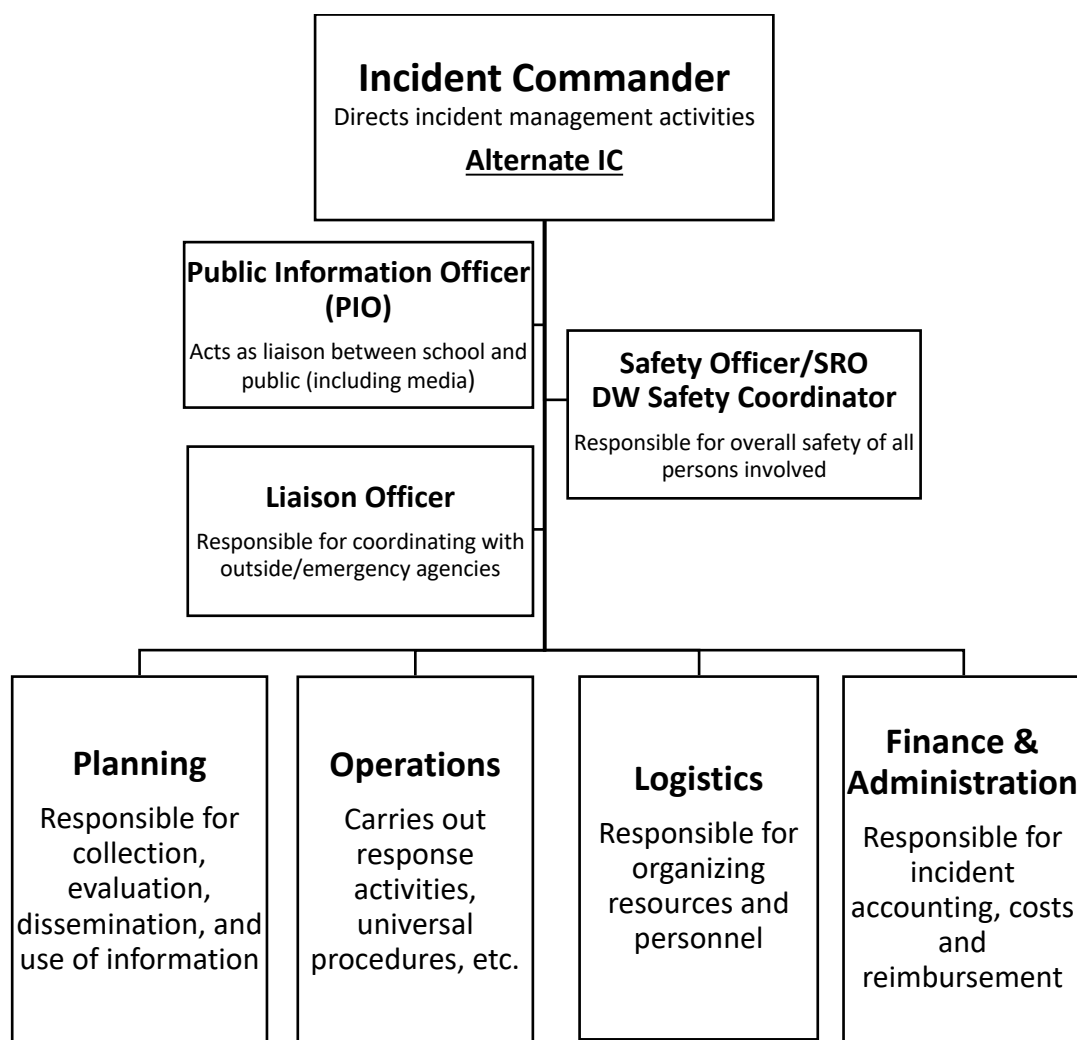 Incident Commander
Directs incident management activities
Alternate IC
Public Information Officer
(PIO)
Acts as liaison between school and
public (including media)
Safety Officer/SRO
DW Safety Coordinator
Responsible for overall safety of all
persons involved
Liaison Officer
Responsible for coordinating with
outside/emergency agencies
Planning
Responsible for
collection,
evaluation,
dissemination, and
use of information
Operations
Carries out
response
activities,
universal
procedures, etc.
Logistics
Responsible for
organizing
resources and
personnel
Finance &
Administration
Responsible for
incident
accounting, costs
and
reimbursement